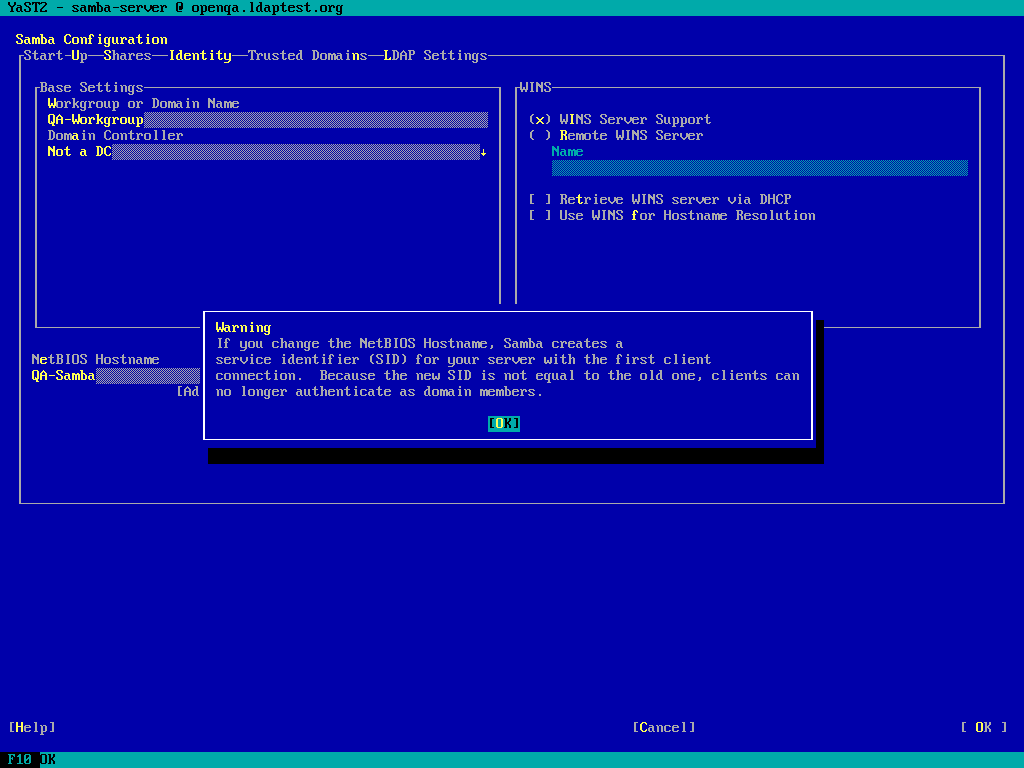 YaST2 - samba-server @ openqa.ldaptest.org
Samba Configuration
Start-Up Shares Identity Trusted Domains LDAP Settings
Base Settings
Workgroup or Domain Name
QA-Workgroup
Domain Controller
Not a DC↓
WINS
(x) WINS Server Support
( ) Remote WINS Server
Name
[ ] Retrieve WINS server via DHCP
[ ] Use WINS for Hostname Resolution
NetBIOS Hostname
QA-Samba
[Ad
Warning
If you change the NetBIOS Hostname, Samba creates a
service identifier (SID) for your server with the first client
connection.  Because the new SID is not equal to the old one, clients can
no longer authenticate as domain members.
[OK]
[Help] [Cancel] [ OK ]
F10 OK